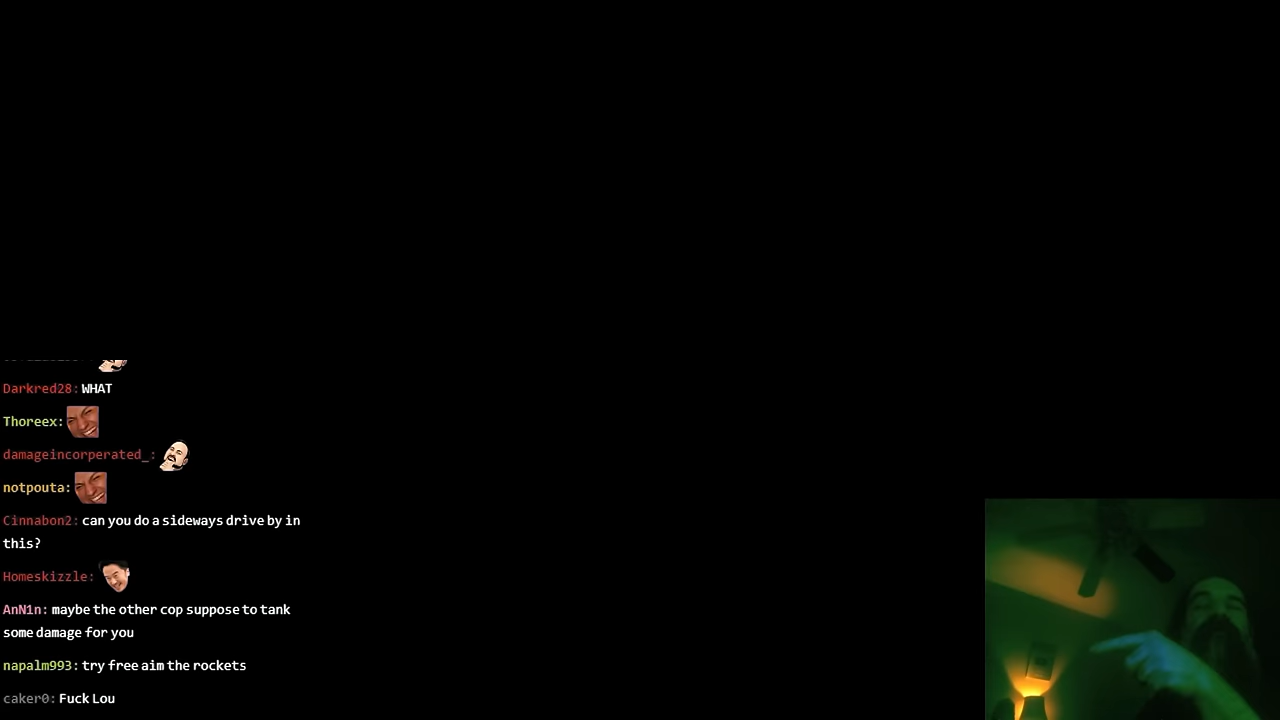 Darkred28: WHAT
Thoreex:
damageincorperated_:
notpouta:
Cinnabon2: can you do a sideways drive by in
this?
Homeskizzle:
AnN1n: maybe the other cop suppose to tank
some damage for you
napalm993: try free aim the rockets
caker0: Fuck Lou